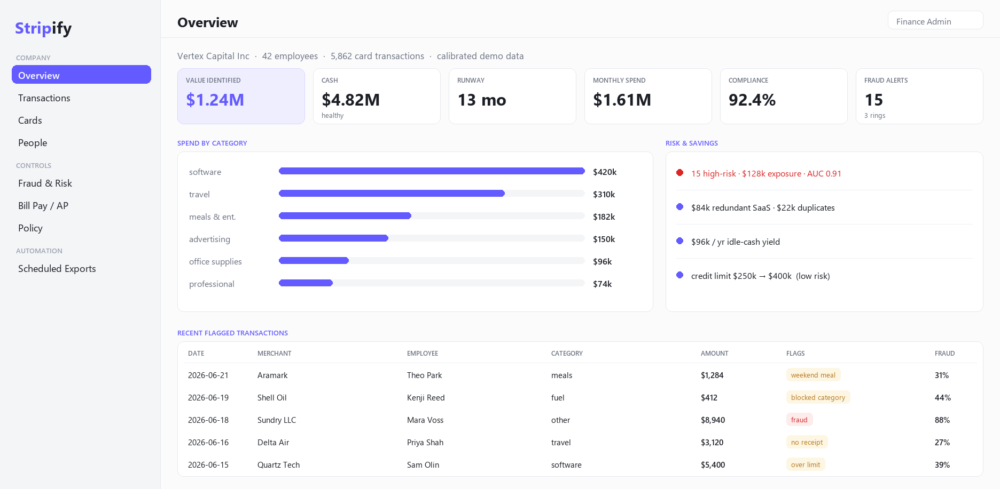 Stripify
COMPANY
Overview
Transactions
Cards
People
CONTROLS
Fraud & Risk
Bill Pay / AP
Policy
AUTOMATION
Scheduled Exports
Overview
Finance Admin
Vertex Capital Inc · 42 employees · 5,862 card transactions · calibrated demo data
VALUE IDENTIFIED
$1.24M
CASH
$4.82M
healthy
RUNWAY
13 mo
MONTHLY SPEND
$1.61M
COMPLIANCE
92.4%
FRAUD ALERTS
15
3 rings
SPEND BY CATEGORY
software $420k
travel $310k
meals & ent. $182k
advertising $150k
office supplies $96k
professional $74k
RISK & SAVINGS
15 high-risk · $128k exposure · AUC 0.91
$84k redundant SaaS · $22k duplicates
$96k / yr idle-cash yield
credit limit $250k → $400k (low risk)
RECENT FLAGGED TRANSACTIONS
DATE MERCHANT EMPLOYEE CATEGORY AMOUNT FLAGS FRAUD
2026-06-21 Aramark Theo Park meals $1,284 weekend meal 31%
2026-06-19 Shell Oil Kenji Reed fuel $412 blocked category 44%
2026-06-18 Sundry LLC Mara Voss other $8,940 fraud 88%
2026-06-16 Delta Air Priya Shah travel $3,120 no receipt 27%
2026-06-15 Quartz Tech Sam Olin software $5,400 over limit 39%